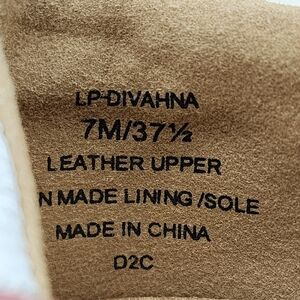 LP-DIVAHNA
7M/37½
LEATHER UPPER
N MADE LINING /SOLE
MADE IN CHINA
D2C